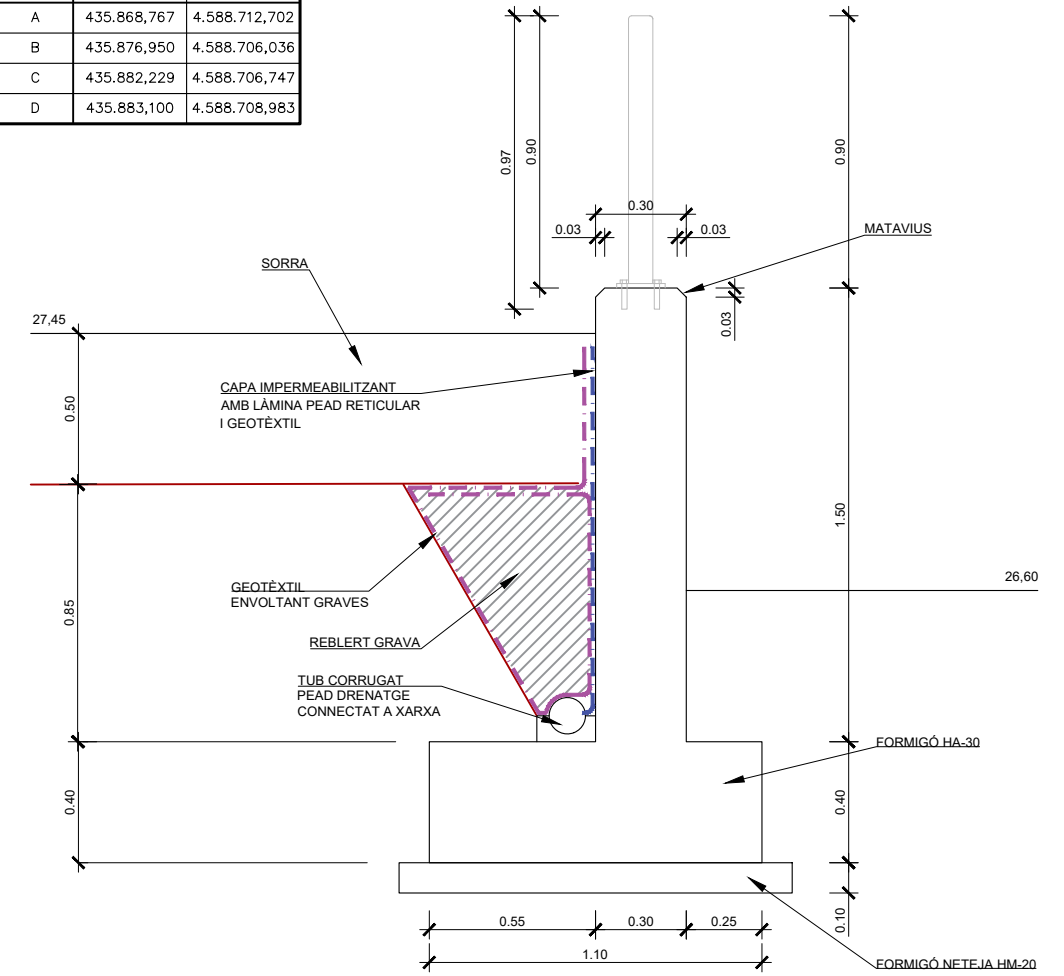 A 435.868,767 4.588.712,702
B 435.876,950 4.588.706,036
C 435.882,229 4.588.706,747
D 435.883,100 4.588.708,983
0.97
0.90
0.90
0.30
0.03
0.03
MATAVIUS
SORRA
27,45
0.03
CAPA IMPERMEABILITZANT
AMB LÀMINA PEAD RETICULAR
I GEOTÈXTIL
0.50
1.50
26,60
GEOTÈXTIL
ENVOLTANT GRAVES
0.85
REBLERT GRAVA
TUB CORRUGAT
PEAD DRENATGE
CONNECTAT A XARXA
FORMIGÓ HA-30
0.40
0.40
0.10
0.55
0.30
0.25
1.10
FORMIGÓ NETEJA HM-20